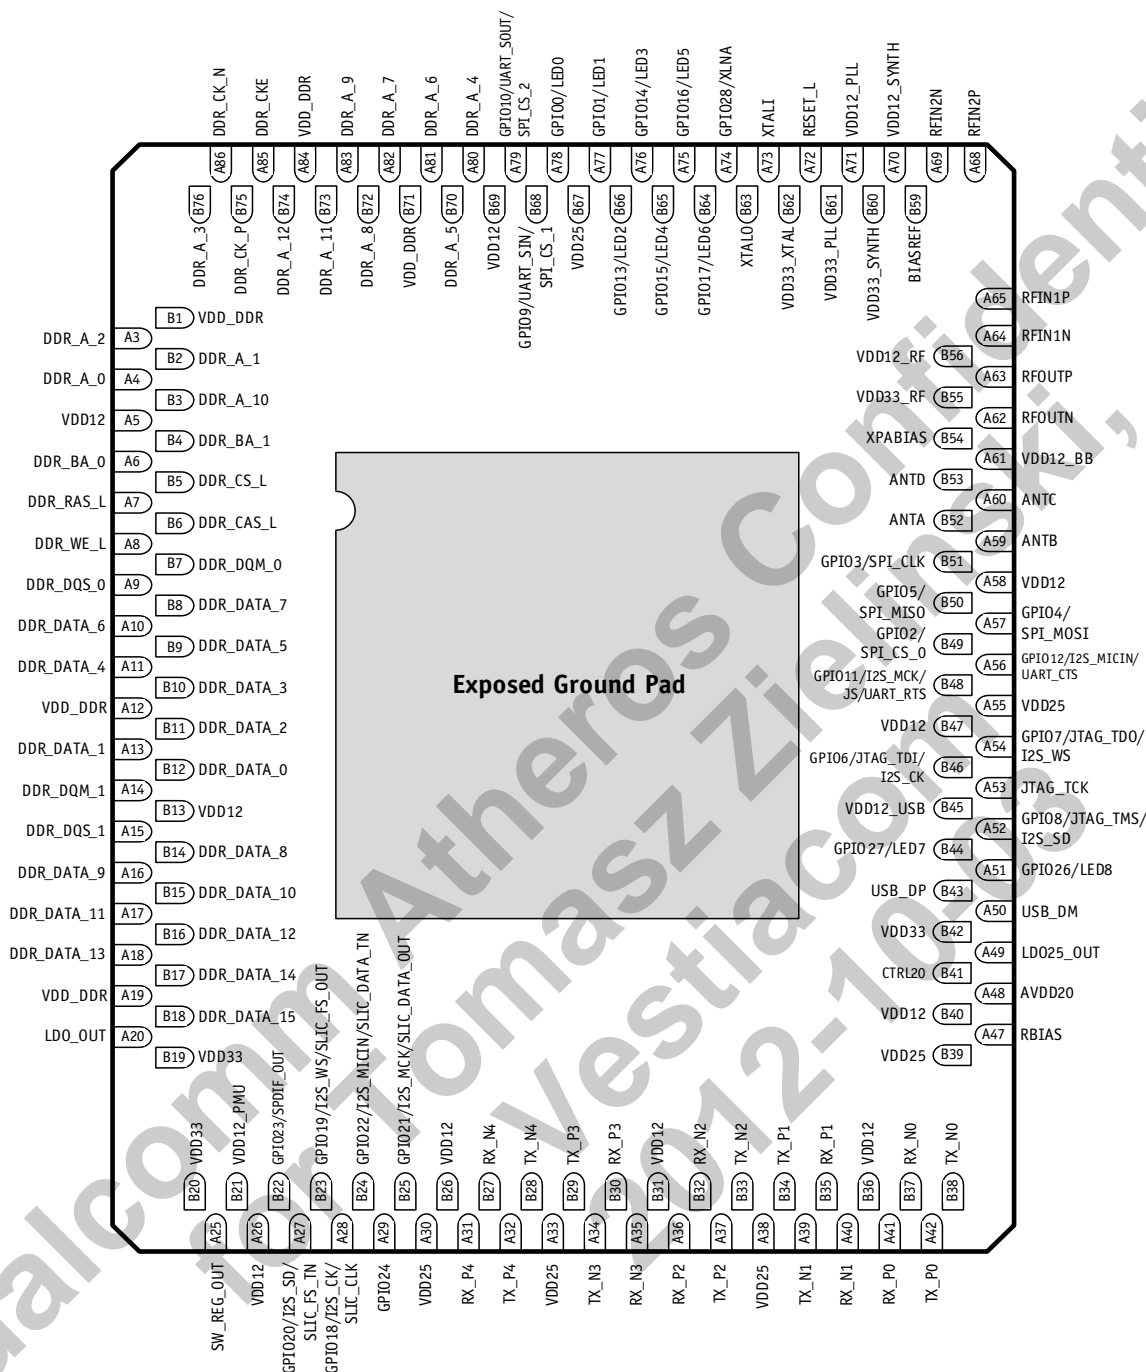 DDR_CK_N
DDR_CKE
VDD_DDR
DDR_A_9
DDR_A_7
DDR_A_6
DDR_A_4
GPIO10/UART_SOUT/
SPI_CS_2
GPIO0/LED0
GPIO1/LED1
GPIO14/LED3
GPIO16/LED5
GPIO28/XLNA
XTALI
RESET_L
VDD12_PLL
VDD12_SYNTH
RFIN2N
RFIN2P
A86 A85 A84 A83 A82 A81 A80 A79 A78 A77 A76 A75 A74 A73 A72 A71 A70 A69 A68
B76 B75 B74 B73 B72 B71 B70 B69 B68 B67 B66 B65 B64 B63 B62 B61 B60 B59
DDR_A_3
DDR_CK_P
DDR_A_12
DDR_A_11
DDR_A_8
VDD_DDR
DDR_A_5
VDD12
GPIO9/UART_SIN/
SPI_CS_1
VDD25
GPIO13/LED2
GPIO15/LED4
GPIO17/LED6
XTALO
VDD33_XTAL
VDD33_PLL
VDD33_SYNTH
BIASREF
B1 VDD_DDR
DDR_A_2 A3
B2 DDR_A_1
DDR_A_0 A4
B3 DDR_A_10
VDD12 A5
B4 DDR_BA_1
DDR_BA_0 A6
B5 DDR_CS_L
DDR_RAS_L A7
B6 DDR_CAS_L
DDR_WE_L A8
B7 DDR_DQM_0
DDR_DQS_0 A9
B8 DDR_DATA_7
DDR_DATA_6 A10
B9 DDR_DATA_5
DDR_DATA_4 A11
B10 DDR_DATA_3
VDD_DDR A12
B11 DDR_DATA_2
DDR_DATA_1 A13
B12 DDR_DATA_0
DDR_DQM_1 A14
B13 VDD12
DDR_DQS_1 A15
B14 DDR_DATA_8
DDR_DATA_9 A16
B15 DDR_DATA_10
DDR_DATA_11 A17
B16 DDR_DATA_12
DDR_DATA_13 A18
B17 DDR_DATA_14
VDD_DDR A19
B18 DDR_DATA_15
LDO_OUT A20
B19 VDD33
Exposed Ground Pad
A65 RFIN1P
A64 RFIN1N
VDD12_RF B56
A63 RFOUTP
VDD33_RF B55
A62 RFOUTN
XPABIAS B54
A61 VDD12_BB
ANTD B53
A60 ANTC
ANTA B52
A59 ANTB
GPIO3/SPI_CLK B51
A58 VDD12
GPIO5/
SPI_MISO B50
A57 GPIO4/
SPI_MOSI
GPIO2/
SPI_CS_0 B49
A56 GPIO12/I2S_MICIN/
UART_CTS
GPIO11/I2S_MCK/
JS/UART_RTS B48
A55 VDD25
VDD12 B47
A54 GPIO7/JTAG_TDO/
I2S_WS
GPIO6/JTAG_TDI/
I2S_CK B46
A53 JTAG_TCK
VDD12_USB B45
A52 GPIO8/JTAG_TMS/
I2S_SD
GPIO27/LED7 B44
A51 GPIO26/LED8
USB_DP B43
A50 USB_DM
VDD33 B42
A49 LDO25_OUT
CTRL20 B41
A48 AVDD20
VDD12 B40
A47 RBIAS
VDD25 B39
VDD33
VDD12_PMU
GPIO23/SPDIF_OUT
GPIO19/I2S_WS/SLIC_FS_OUT
GPIO22/I2S_MICIN/SLIC_DATA_TN
GPIO21/I2S_MCK/SLIC_DATA_OUT
VDD12
RX_N4
TX_N4
TX_P3
RX_P3
VDD12
RX_N2
TX_N2
TX_P1
RX_P1
VDD12
RX_N0
TX_N0
B20 B21 B22 B23 B24 B25 B26 B27 B28 B29 B30 B31 B32 B33 B34 B35 B36 B37 B38
A25 A26 A27 A28 A29 A30 A31 A32 A33 A34 A35 A36 A37 A38 A39 A40 A41 A42
SW_REG_OUT
VDD12
GPIO20/I2S_SD/
SLIC_FS_TN
GPIO18/I2S_CK/
SLIC_CLK
GPIO24
VDD25
RX_P4
TX_P4
VDD25
TX_N3
RX_N3
RX_P2
TX_P2
VDD25
TX_N1
RX_N1
RX_P0
TX_P0
alcomm Atheros Confidenti
for Tomasz Zielinski,
Vestiacom
2012-10-03